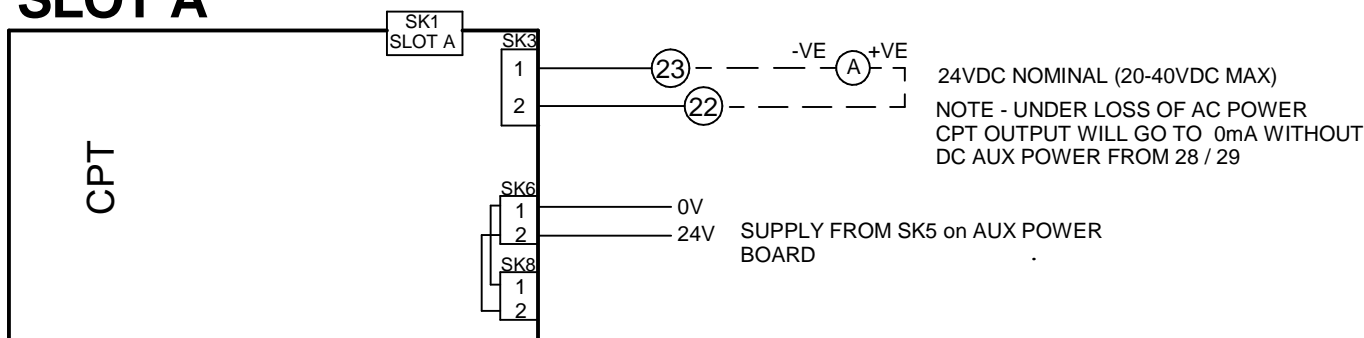 SLOT A
SK1
SLOT A
SK3
1
2
23
22
-VE
A
+VE
24VDC NOMINAL (20-40VDC MAX)
NOTE - UNDER LOSS OF AC POWER
CPT OUTPUT WILL GO TO 0mA WITHOUT
DC AUX POWER FROM 28 / 29
CPT
SK6
1
2
0V
24V
SUPPLY FROM SK5 on AUX POWER
BOARD .
SK8
1
2